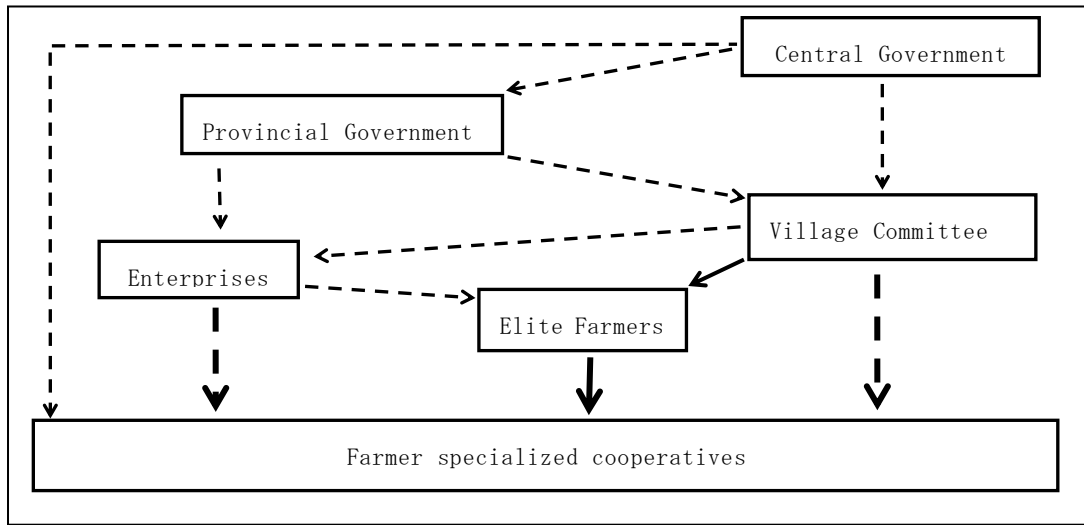 Central Government
Provincial Government
Village Committee
Enterprises
Elite Farmers
Farmer specialized cooperatives